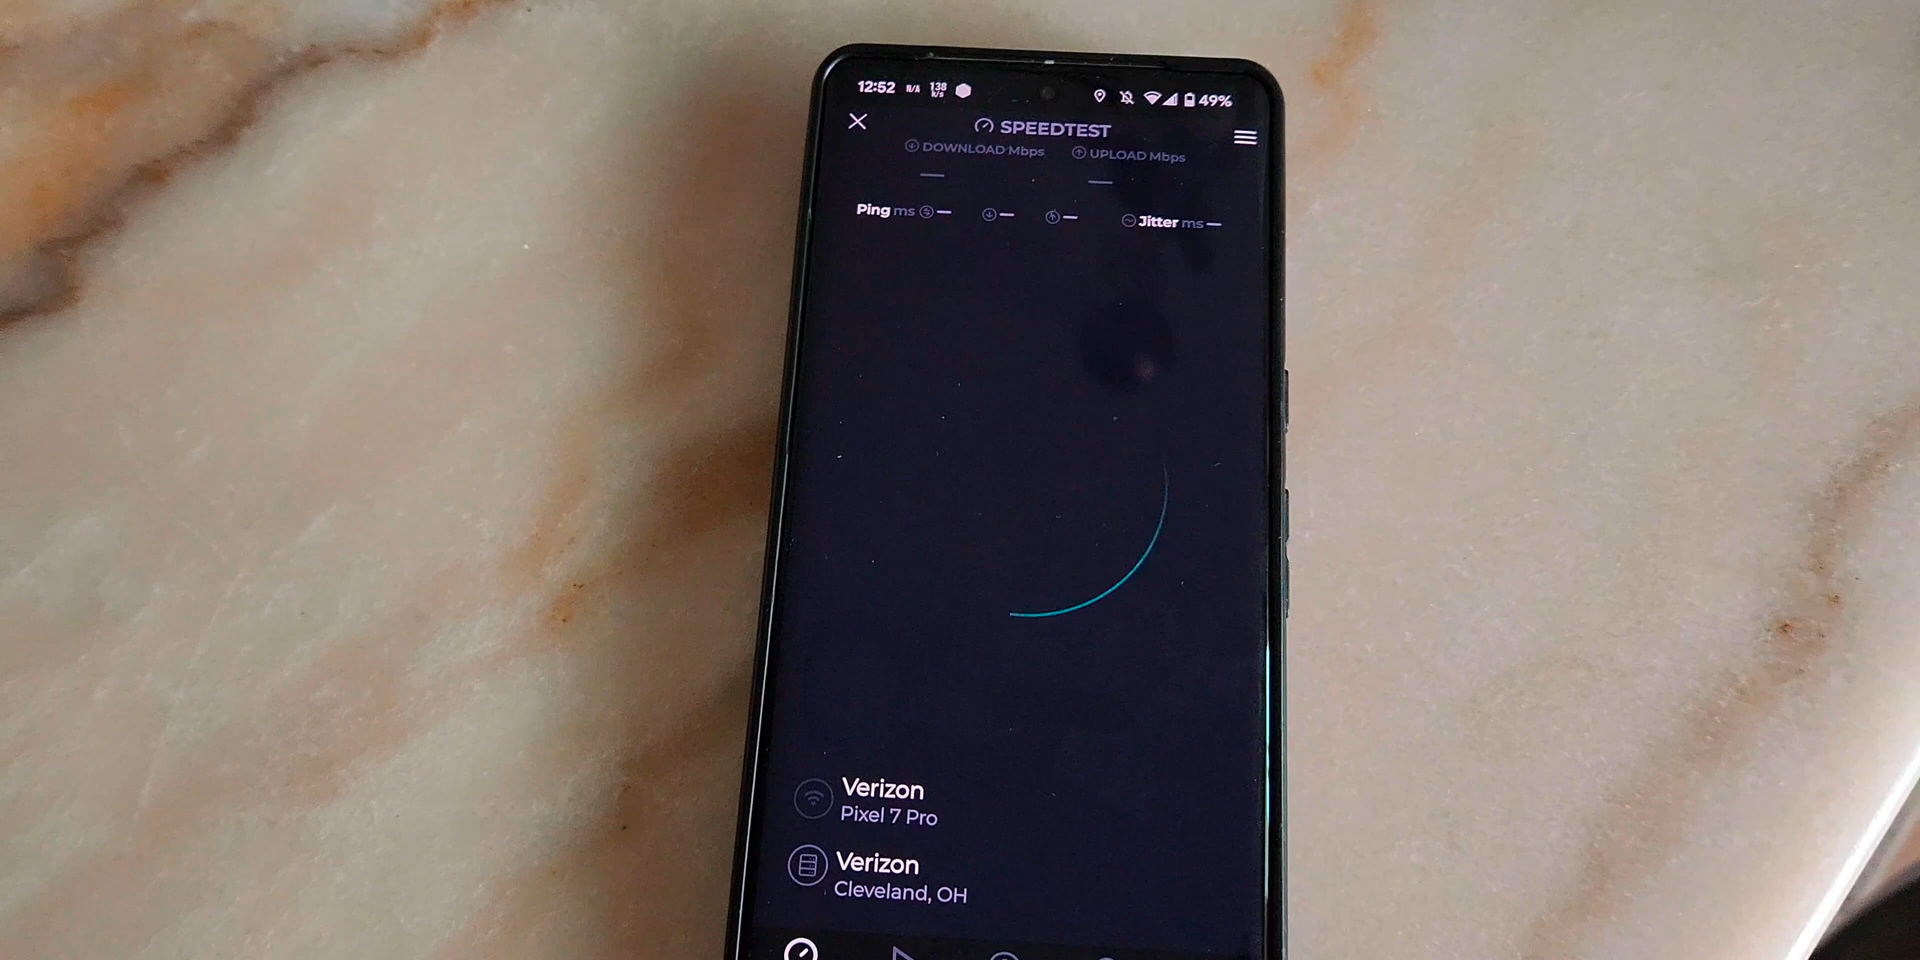 12:52 N/A 138 k/s 49%
SPEEDTEST
DOWNLOAD Mbps UPLOAD Mbps
Ping ms — — — Jitter ms —
Verizon
Pixel 7 Pro
Verizon
Cleveland, OH